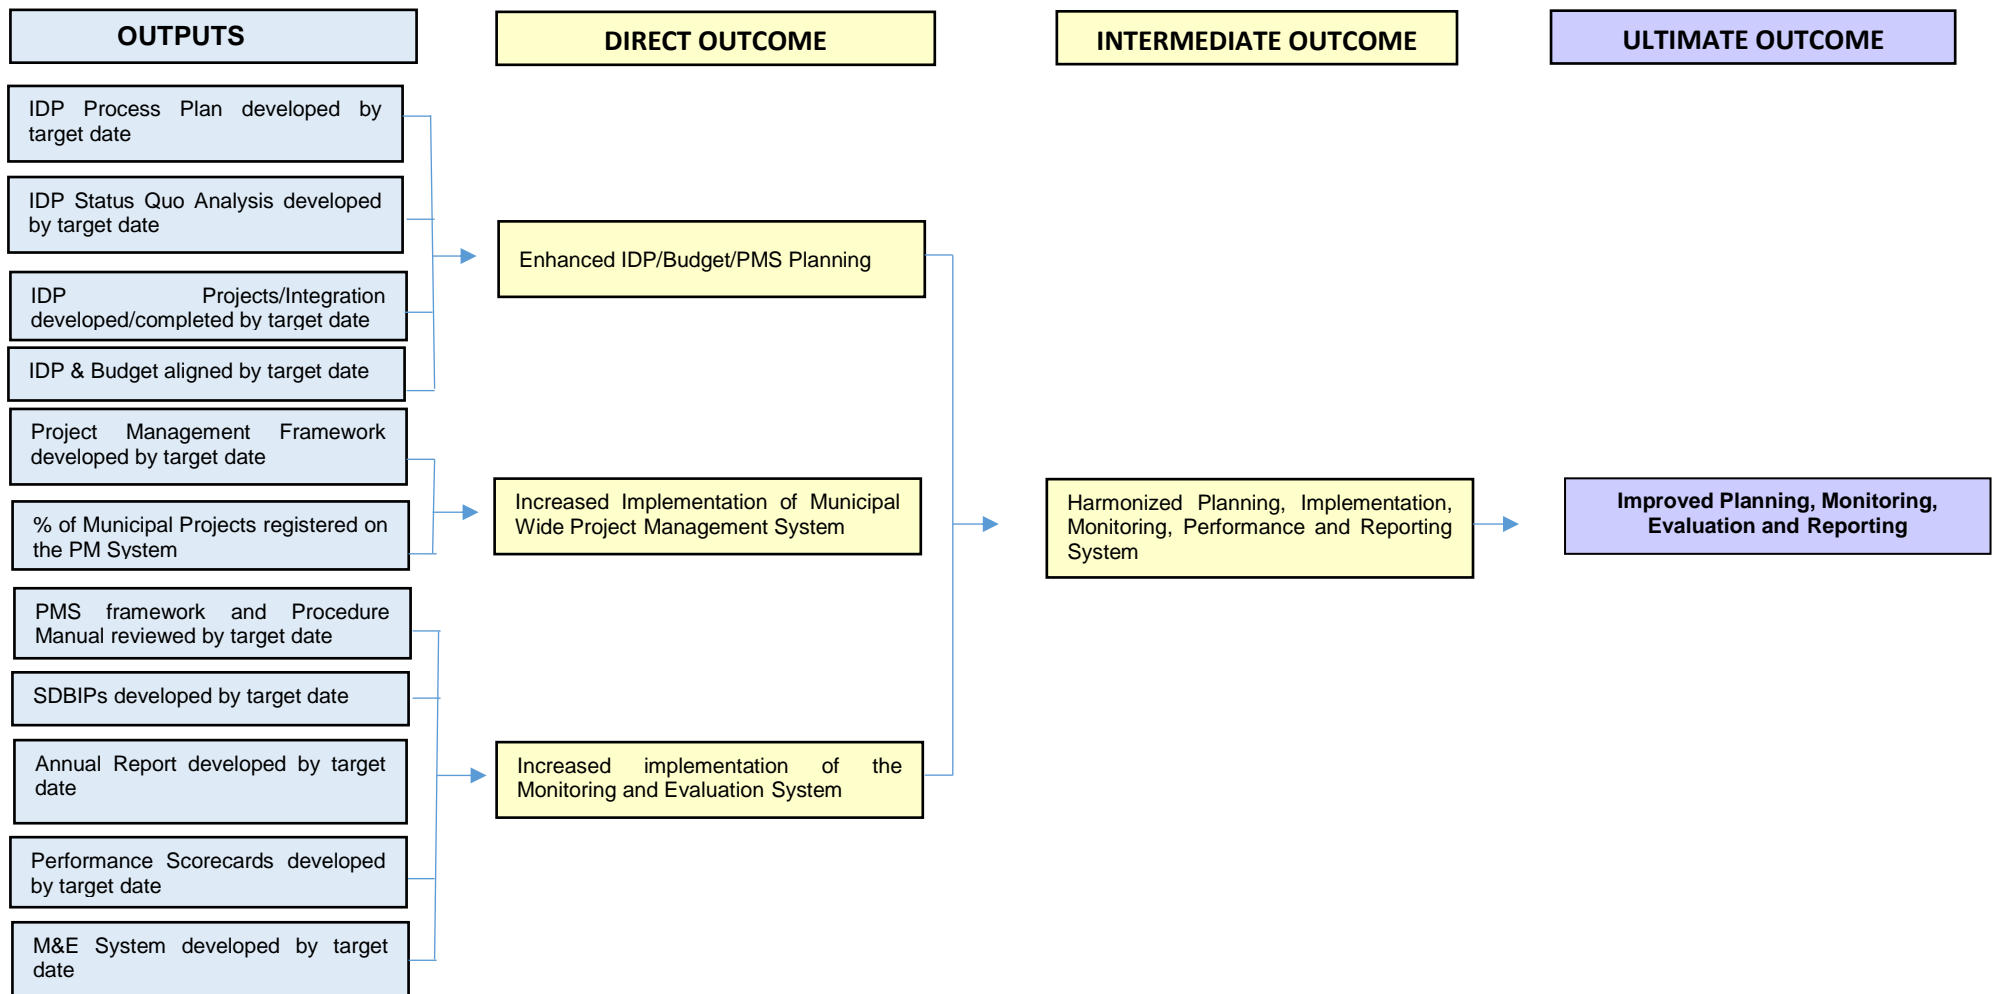 OUTPUTS
DIRECT OUTCOME
INTERMEDIATE OUTCOME
ULTIMATE OUTCOME
IDP Process Plan developed by
target date
IDP Status Quo Analysis developed
by target date
IDP Projects/Integration
developed/completed by target date
IDP & Budget aligned by target date
Project Management Framework
developed by target date
% of Municipal Projects registered on
the PM System
PMS framework and Procedure
Manual reviewed by target date
SDBIPs developed by target date
Annual Report developed by target
date
Performance Scorecards developed
by target date
M&E System developed by target
date
Enhanced IDP/Budget/PMS Planning
Increased Implementation of Municipal
Wide Project Management System
Increased implementation of the
Monitoring and Evaluation System
Harmonized Planning, Implementation,
Monitoring, Performance and Reporting
System
Improved Planning, Monitoring,
Evaluation and Reporting